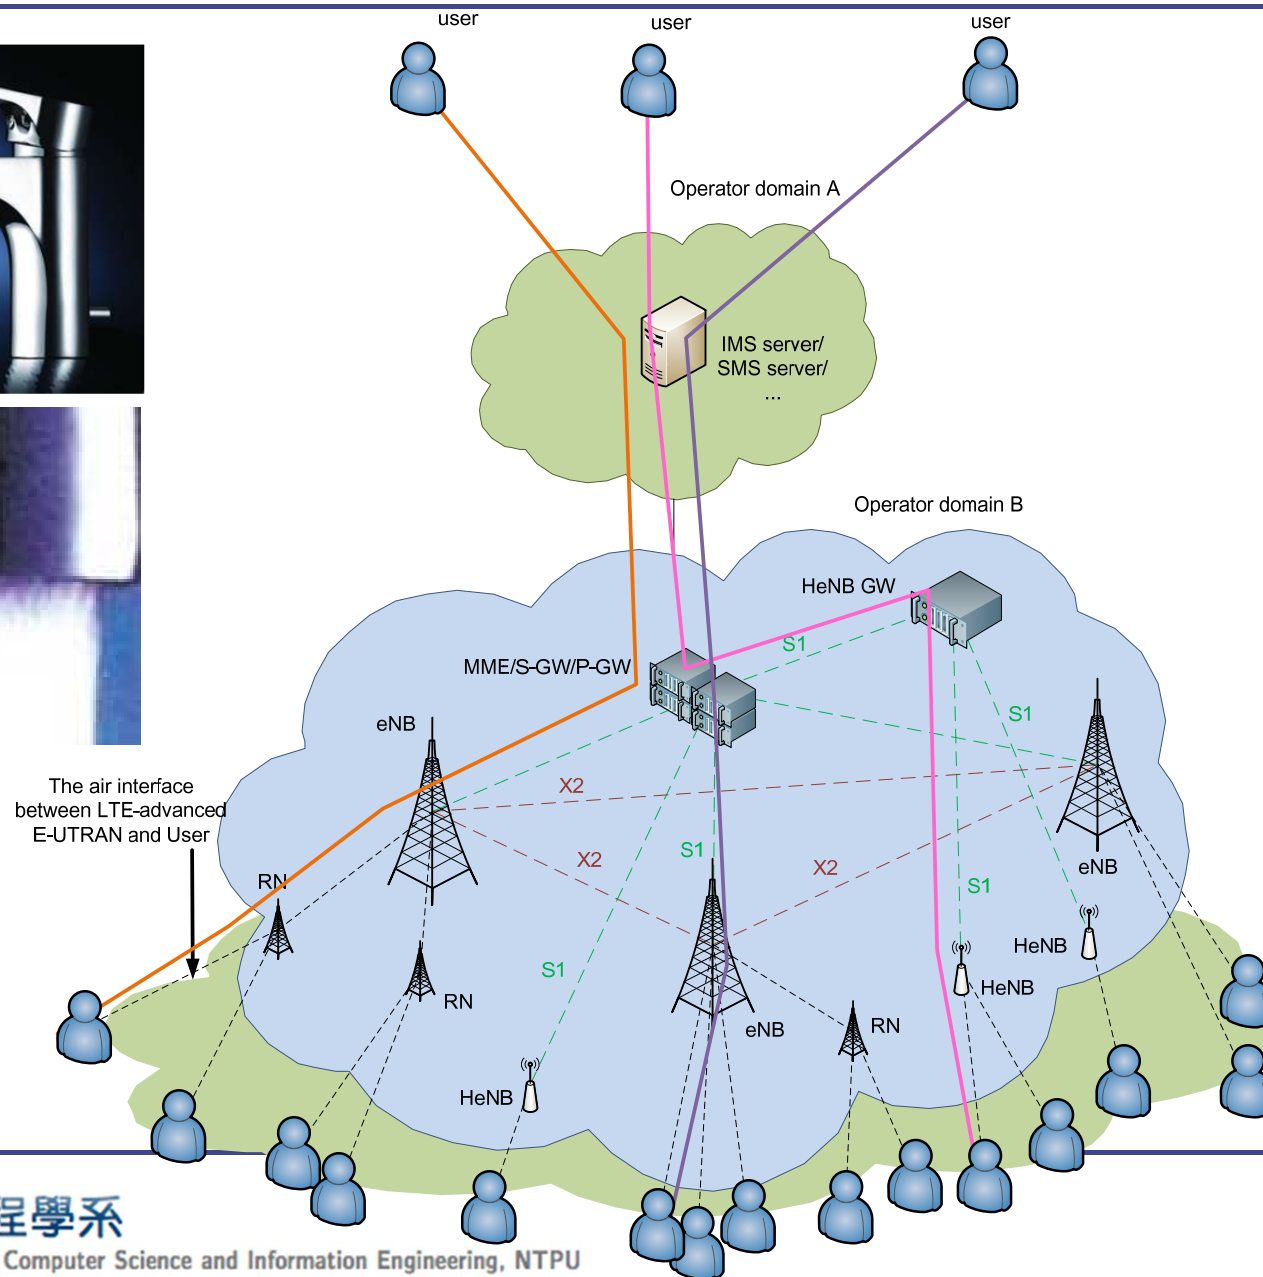 user
user
user
Operator domain A
IMS server/
SMS server/
...
Operator domain B
HeNB GW
S1
MME/S-GW/P-GW
S1
eNB
X2
The air interface
between LTE-advanced
E-UTRAN and User
S1
X2
X2
eNB
RN
S1
HeNB
S1
HeNB
RN
eNB
RN
HeNB
程學系
Computer Science and Information Engineering, NTPU